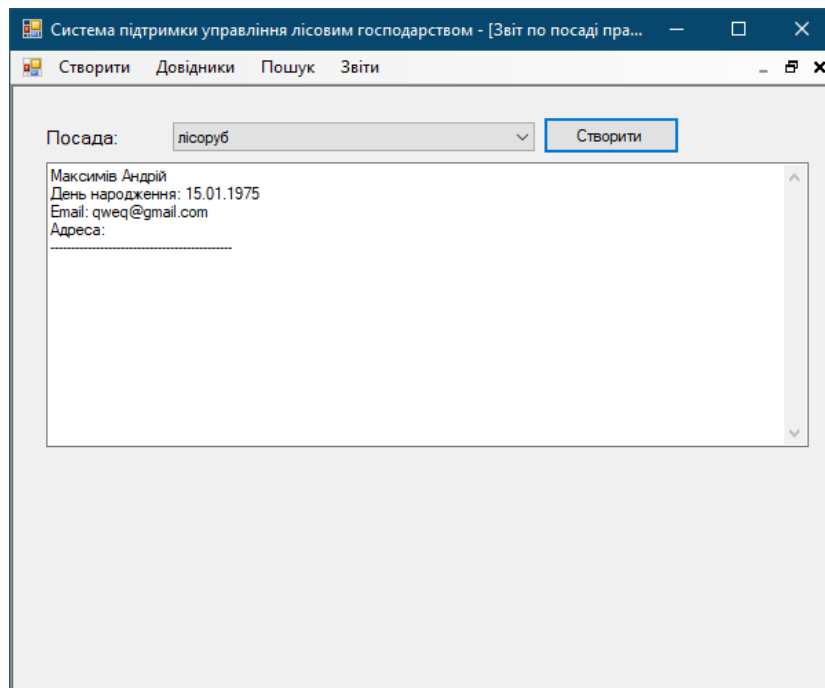 Система підтримки управління лісовим господарством - [Звіт по посаді пра...
Створити Довідники Пошук Звіти
Посада: лісоруб Створити
Максимів Андрій
День народження: 15.01.1975
Email: qweq@gmail.com
Адреса:
--------------------------------------------